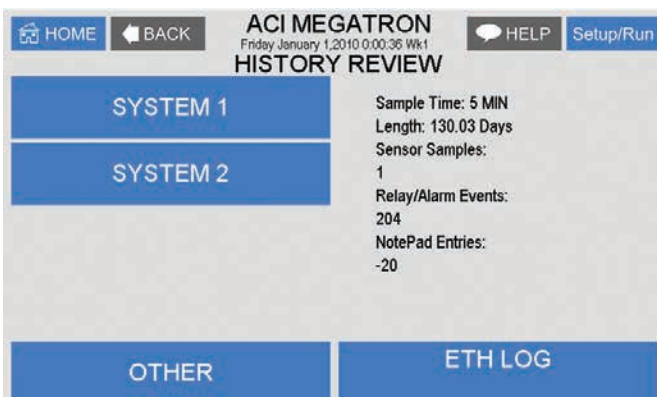 HOME
BACK
ACI MEGATRON
Friday January 1,2010 0:00:36 Wk1
HISTORY REVIEW
HELP
Setup/Run
SYSTEM 1
SYSTEM 2
Sample Time: 5 MIN
Length: 130.03 Days
Sensor Samples:
1
Relay/Alarm Events:
204
NotePad Entries:
-20
OTHER
ETH LOG